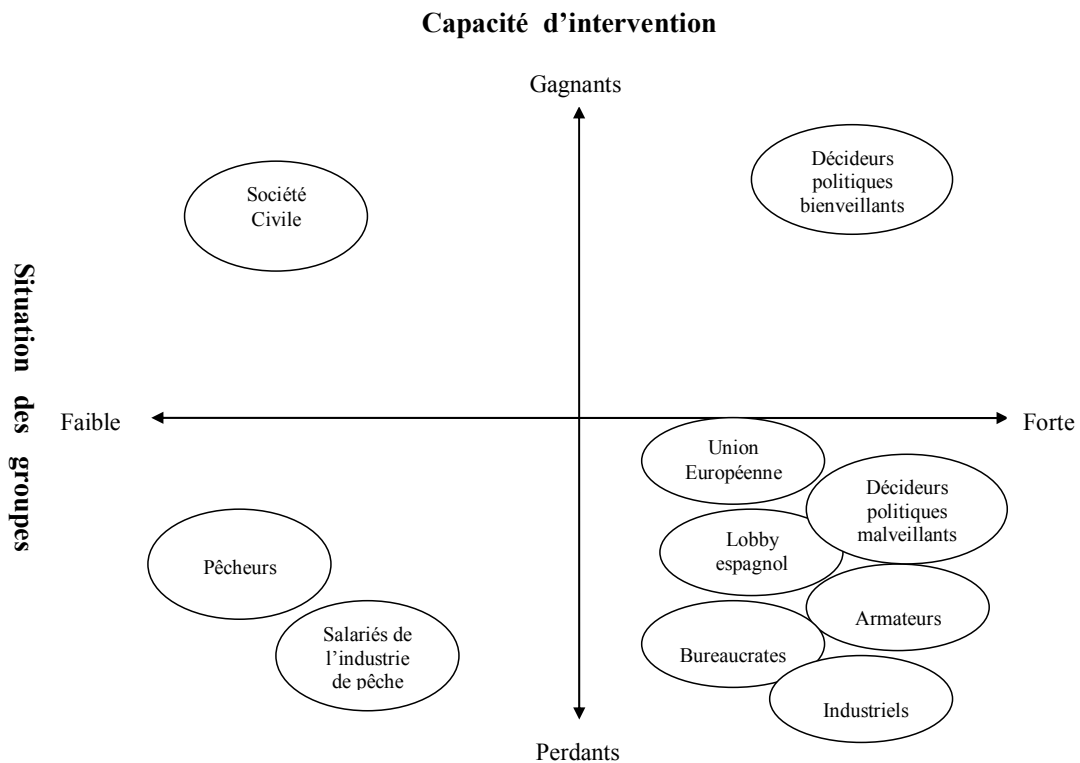 Capacité d'intervention
Gagnants
Décideurs
politiques
bienveillants
Société
Civile
Situation des groupes
Faible
Forte
Union
Européenne
Décideurs
politiques
malveillants
Lobby
espagnol
Pêcheurs
Armateurs
Salariés de
l'industrie
de pêche
Bureaucrates
Industriels
Perdants